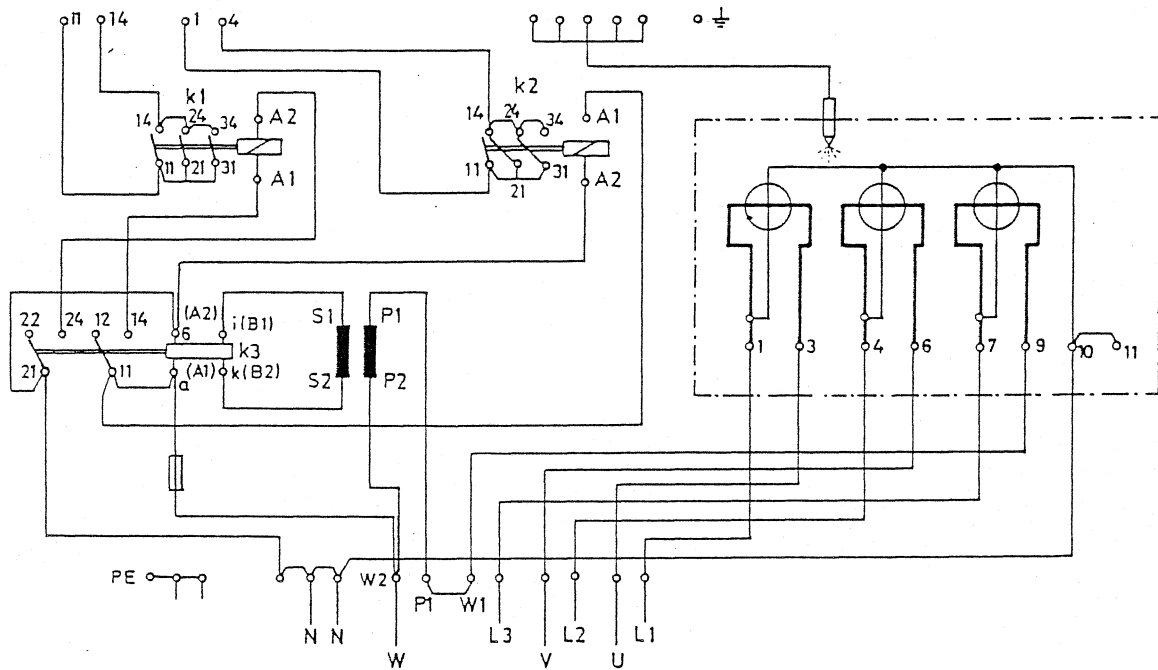 11 14 1 4
k1
k2
14 24 34 A2
11 21 31 A1
14 24 34 A1
11 21 31 A2
22 24 12 14 6 (A2) i(B1)
k3
21 11 a (A1) k(B2)
S1 P1
S2 P2
1 3 4 6 7 9 10 11
PE
W2 P1 W1
N N W L3 V L2 U L1